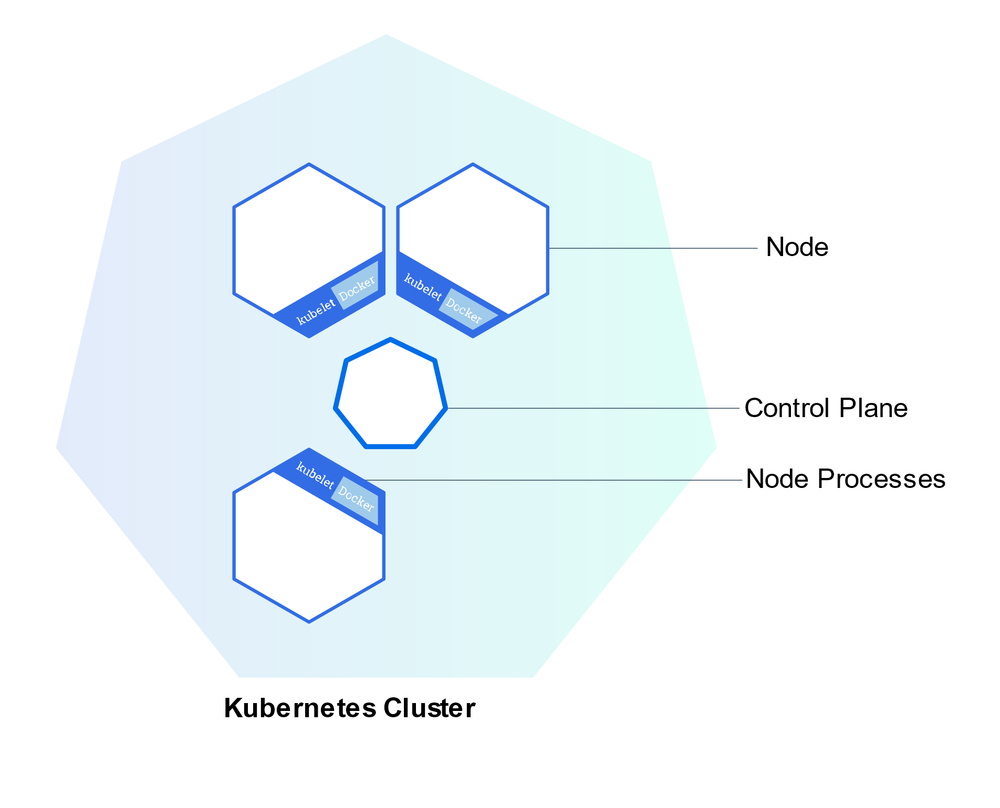 kubelet Docker
kubelet Docker
Node
Control Plane
kubelet Docker
Node Processes
Kubernetes Cluster